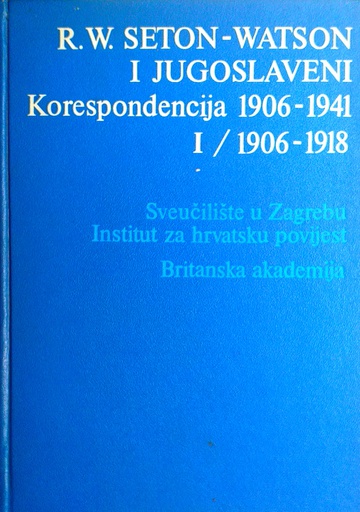 R. W. SETON-WATSON
I JUGOSLAVENI
Korespondencija 1906-1941
I / 1906-1918
Sveučilište u Zagrebu
Institut za hrvatsku povijest
Britanska akademija